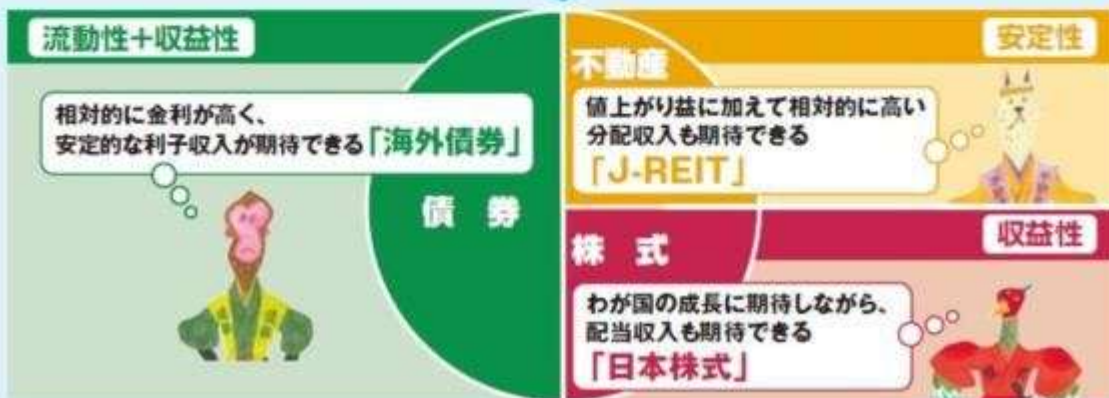 流動性+収益性
相対的に金利が高く、
安定的な利子収入が期待できる「海外債券」
債券
不動産
安定性
値上がり益に加えて相対的に高い
分配収入も期待できる
「J-REIT」
株式
収益性
わが国の成長に期待しながら、
配当収入も期待できる
「日本株式」